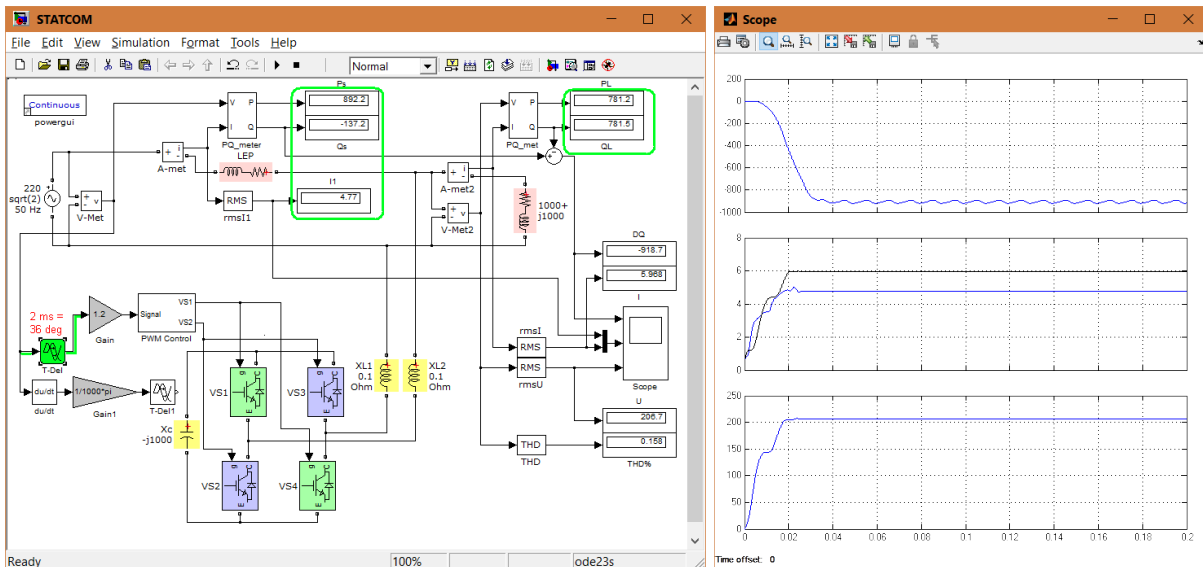 STATCOM
File Edit View Simulation Format Tools Help
Normal
Continuous
powergui
Ps
892.2
-137.2
Qs
V P
I Q
PQ_meter
LEP
PL
781.2
781.5
QL
V P
I Q
PQ_met
+ i
-
A-met
I1
4.77
RMS
rmsI1
+ i
-
A-met2
+ v
-
V-Met2
1000+
j1000
220
sqrt(2)
50 Hz
+ v
-
V-Met
DQ
-918.7
5.968
I
2 ms =
36 deg
T-Del
1.2
Gain
Signal
VS1
VS2
PWM Control
rmsI
RMS
RMS
rmsU
Scope
XL1
0.1
Ohm
XL2
0.1
Ohm
du/dt
du/dt
1/1000*pi
Gain1
T-Del1
VS1
g C
E
VS3
g C
E
Xc
-j1000
VS2
g C
E
VS4
g C
E
U
206.7
0.158
THD%
THD
THD
Ready
100%
ode23s
Scope
200
0
-200
-400
-600
-800
-1000
8
6
4
2
0
250
200
150
100
50
0
0 0.02 0.04 0.06 0.08 0.1 0.12 0.14 0.16 0.18 0.2
Time offset: 0